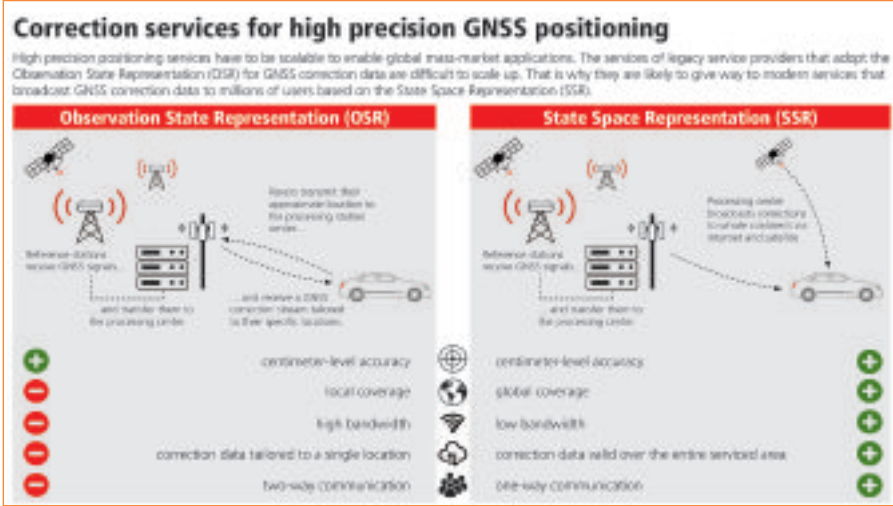 Correction services for high precision GNSS positioning
High precision positioning services have to be scalable to enable global mass-market applications. The services of legacy service providers that adopt the
Observation State Representation (OSR) for GNSS correction data are difficult to scale up. That is why they are likely to give way to modern services that
broadcast GNSS correction data to millions of users based on the State Space Representation (SSR).
Observation State Representation (OSR)
Rovers transmit their
approximate location to
the processing station
center...
Reference stations
receive GNSS signals...
...and transfer them to
the processing center
...and receive a GNSS
correction stream tailored
to their specific locations.
State Space Representation (SSR)
Processing center
broadcasts corrections
to whole continents via
internet and satellite
Reference stations
receive GNSS signals...
...and transfer them to
the processing center
centimeter-level accuracy
centimeter-level accuracy
local coverage
global coverage
high bandwidth
low bandwidth
correction data tailored to a single location
correction data valid over the entire serviced area
two-way communication
one-way communication